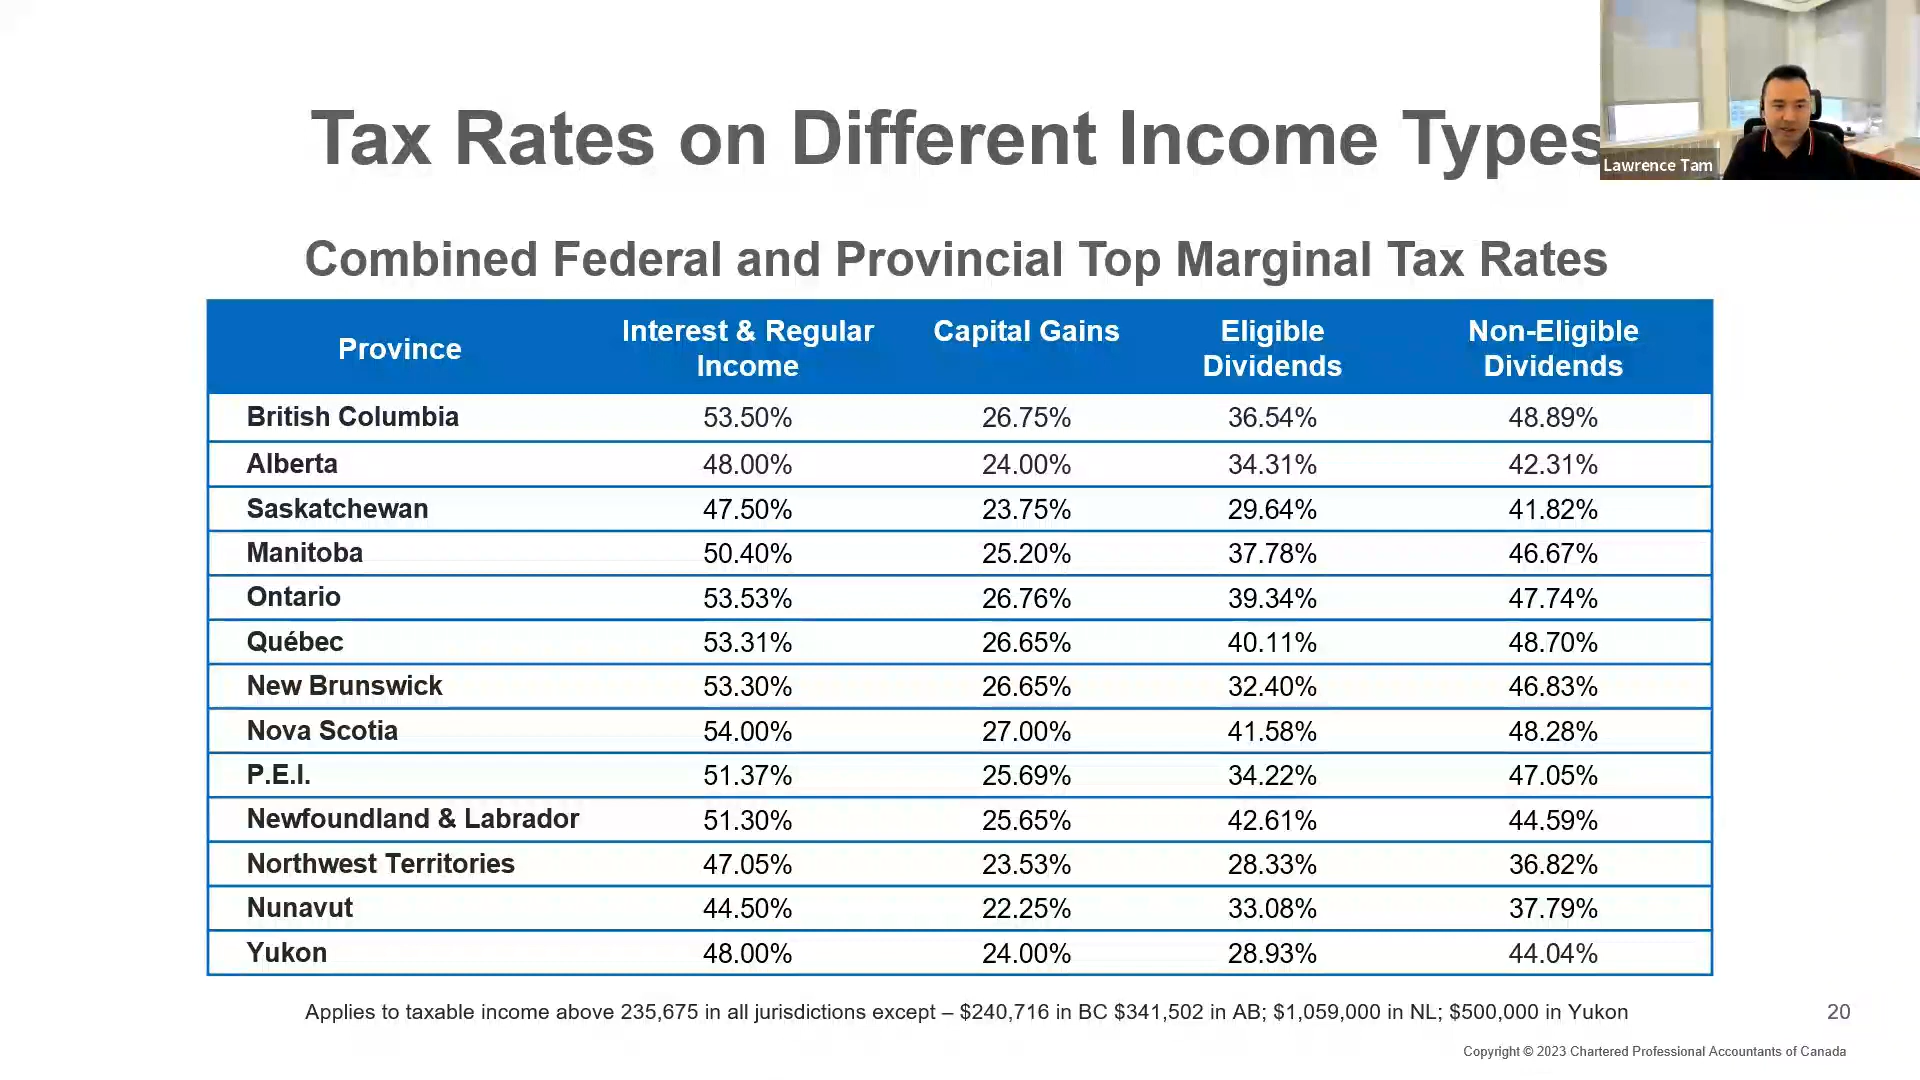 Tax Rates on Different Income Types
Lawrence Tam
Combined Federal and Provincial Top Marginal Tax Rates
Province Interest & Regular Income Capital Gains Eligible Dividends Non-Eligible Dividends
British Columbia 53.50% 26.75% 36.54% 48.89%
Alberta 48.00% 24.00% 34.31% 42.31%
Saskatchewan 47.50% 23.75% 29.64% 41.82%
Manitoba 50.40% 25.20% 37.78% 46.67%
Ontario 53.53% 26.76% 39.34% 47.74%
Québec 53.31% 26.65% 40.11% 48.70%
New Brunswick 53.30% 26.65% 32.40% 46.83%
Nova Scotia 54.00% 27.00% 41.58% 48.28%
P.E.I. 51.37% 25.69% 34.22% 47.05%
Newfoundland & Labrador 51.30% 25.65% 42.61% 44.59%
Northwest Territories 47.05% 23.53% 28.33% 36.82%
Nunavut 44.50% 22.25% 33.08% 37.79%
Yukon 48.00% 24.00% 28.93% 44.04%
Applies to taxable income above 235,675 in all jurisdictions except – $240,716 in BC $341,502 in AB; $1,059,000 in NL; $500,000 in Yukon
20
Copyright © 2023 Chartered Professional Accountants of Canada